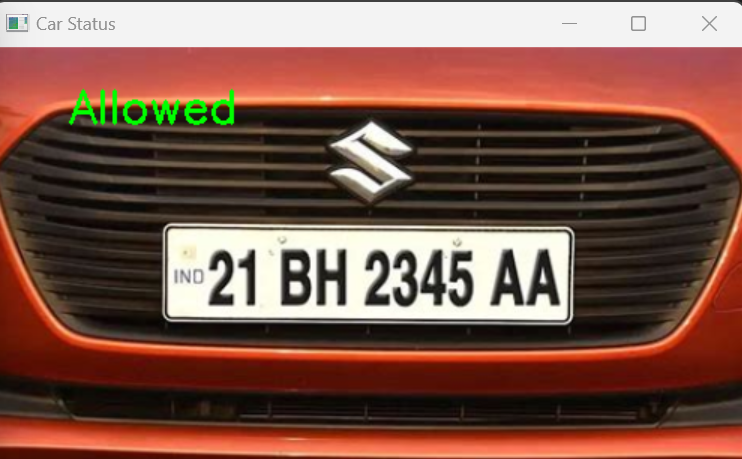 Car Status
Allowed
IND 21 BH 2345 AA